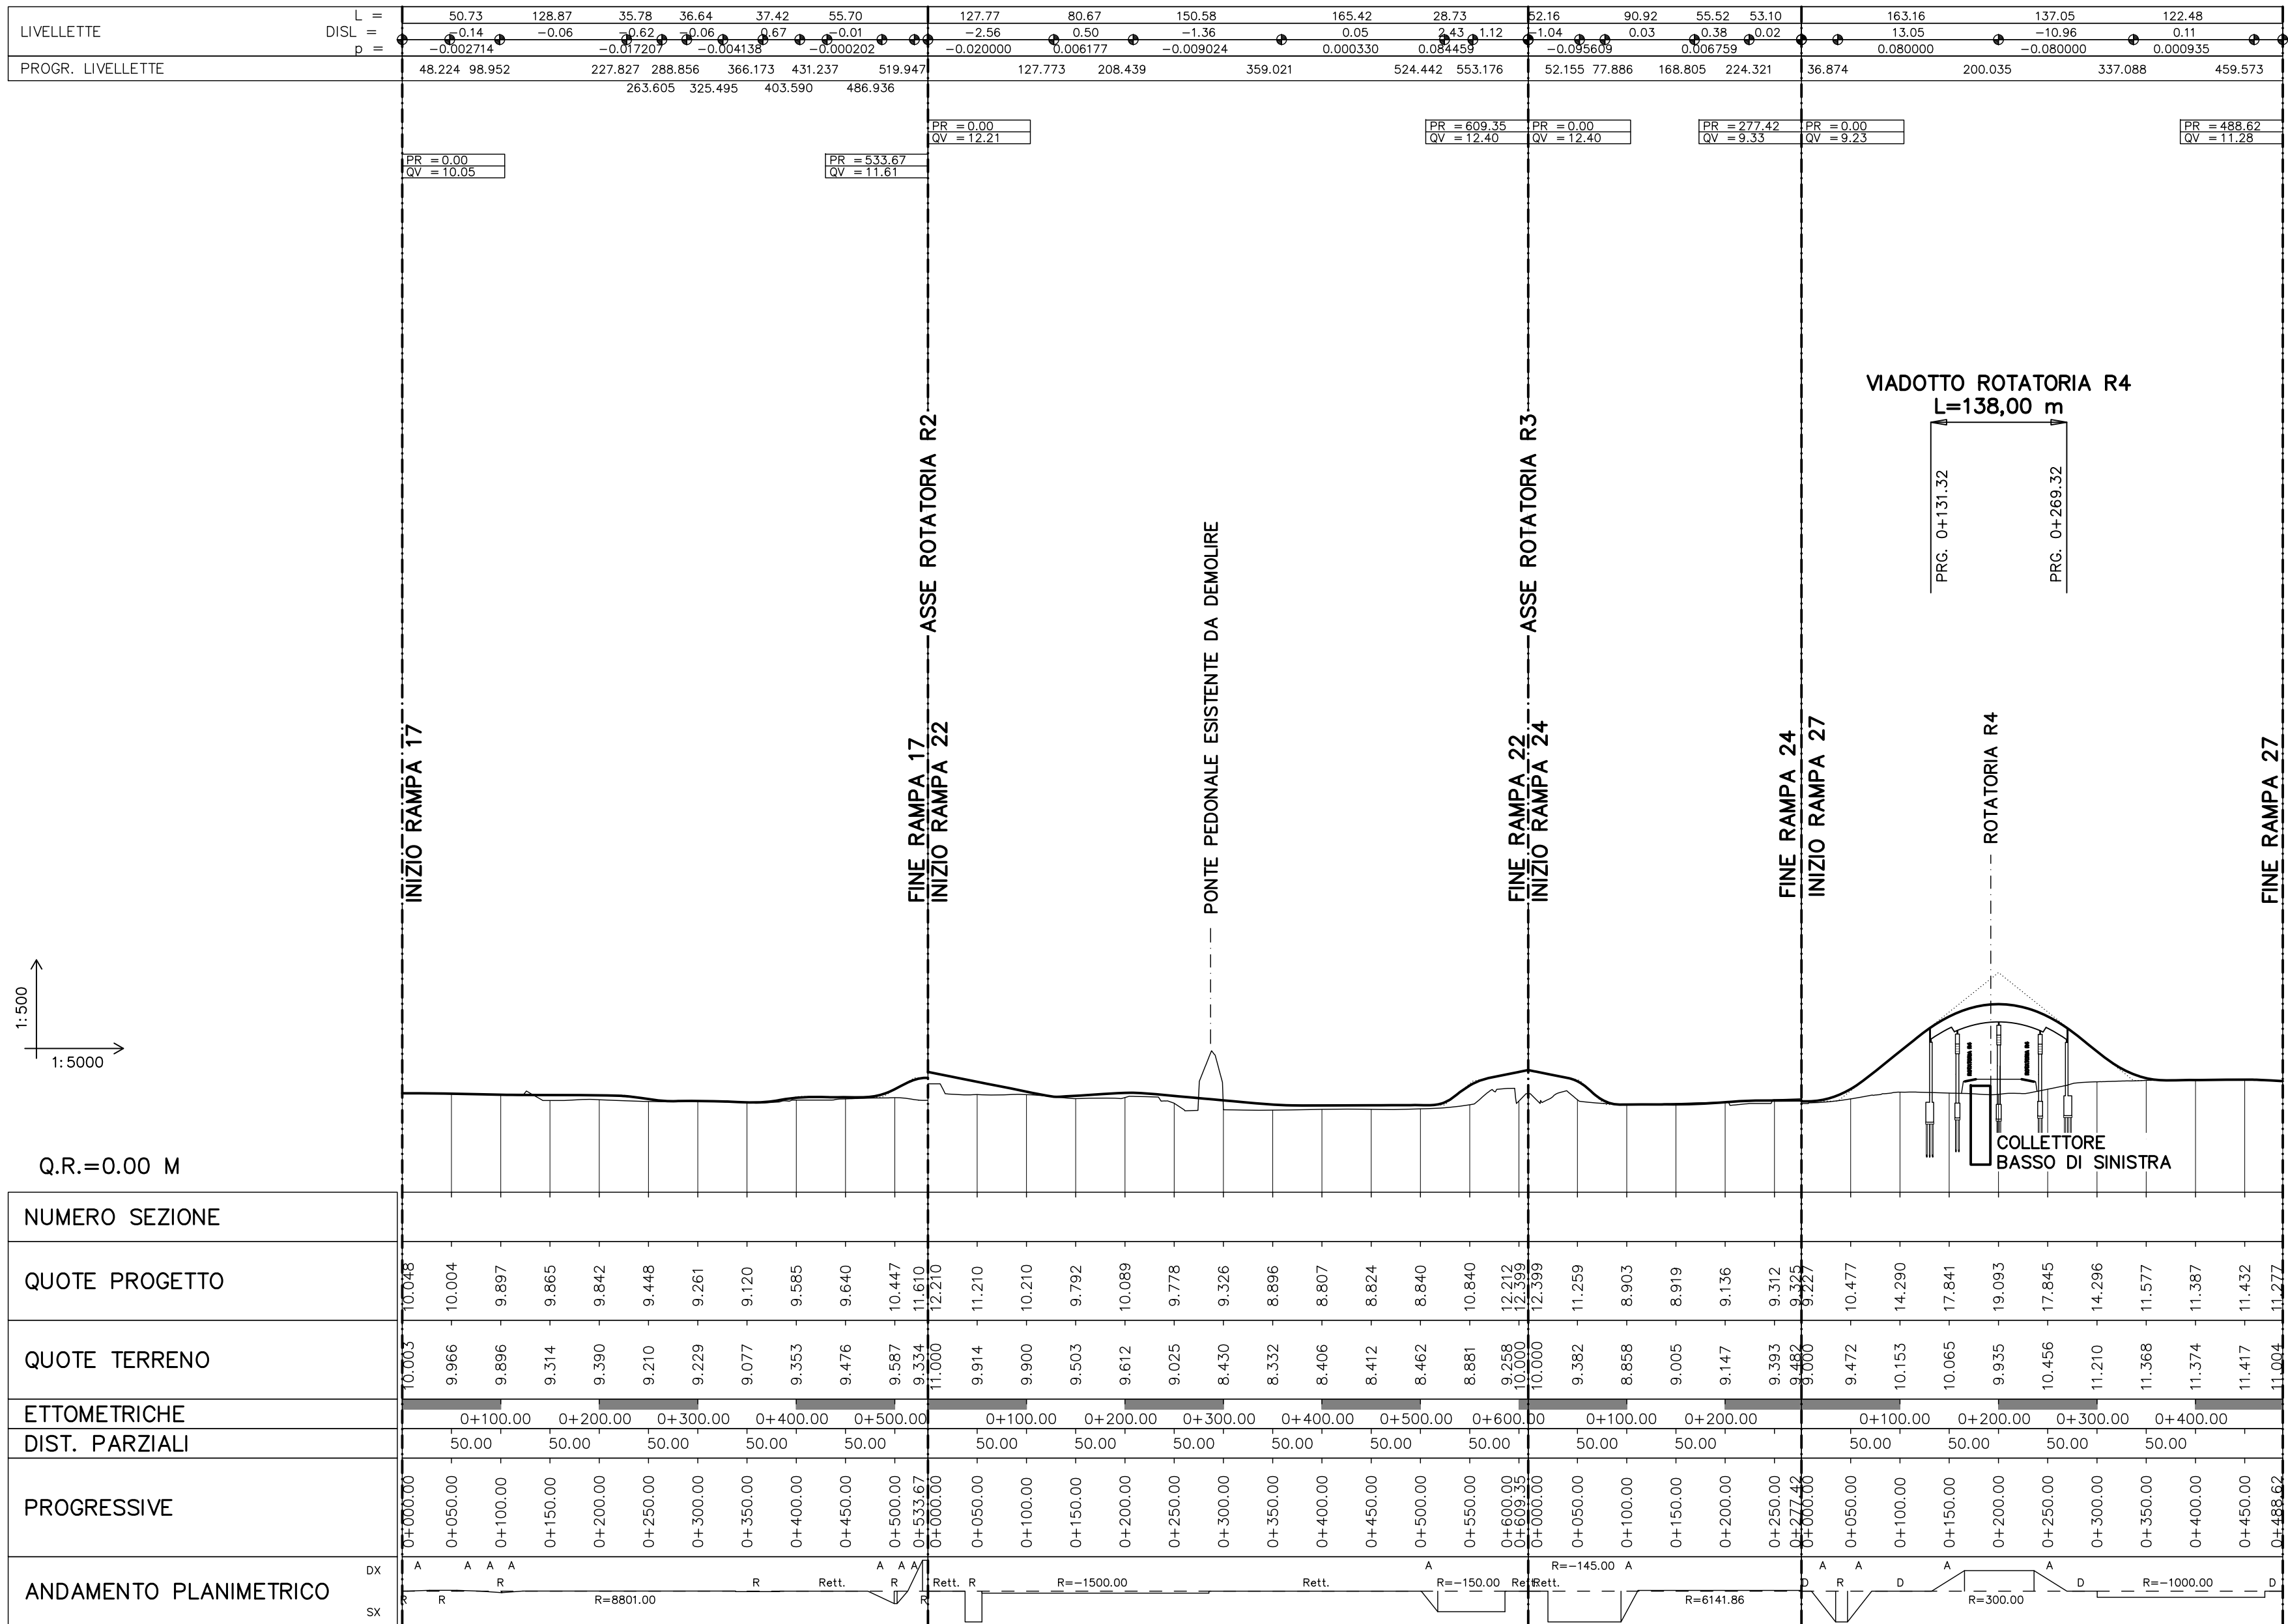 LIVELLETTE
L = 50.73 128.87 35.78 36.64 37.42 55.70 127.77 80.67 150.58 165.42 28.73 52.16 90.92 55.52 53.10 163.16 137.05 122.48
DISL = -0.14 -0.06 -0.62 -0.06 0.67 -0.01 -2.56 0.50 -1.36 0.05 2.43 1.12 -1.04 0.03 0.38 0.02 13.05 -10.96 0.11
p = -0.002714 -0.017207 -0.004138 -0.000202 -0.020000 0.006177 -0.009024 0.000330 0.084459 -0.095609 0.006759 0.080000 -0.080000 0.000935
PROGR. LIVELLETTE 48.224 98.952 227.827 288.856 366.173 431.237 519.947 127.773 208.439 359.021 524.442 553.176 52.155 77.886 168.805 224.321 36.874 200.035 337.088 459.573
263.605 325.495 403.590 486.936
PR =0.00
QV =12.21
PR =609.35
QV =12.40
PR =0.00
QV =12.40
PR =277.42
QV =9.33
PR =0.00
QV =9.23
PR =488.62
QV =11.28
PR =0.00
QV =10.05
PR =533.67
QV =11.61
VIADOTTO ROTATORIA R4
L=138,00 m
PRG. 0+131.32
PRG. 0+269.32
ASSE ROTATORIA R2
ASSE ROTATORIA R3
PONTE PEDONALE ESISTENTE DA DEMOLIRE
INIZIO RAMPA 17
FINE RAMPA 17
INIZIO RAMPA 22
FINE RAMPA 22
INIZIO RAMPA 24
FINE RAMPA 24
INIZIO RAMPA 27
ROTATORIA R4
FINE RAMPA 27
1:500
1:5000
COLLETTORE
BASSO DI SINISTRA
Q.R.=0.00 M
NUMERO SEZIONE
QUOTE PROGETTO 10.048 10.004 9.897 9.865 9.842 9.448 9.261 9.120 9.585 9.640 10.447 11.610 12.210 11.210 10.210 9.792 10.089 9.778 9.326 8.896 8.807 8.824 8.840 10.840 12.212 12.399 12.399 11.259 8.903 8.919 9.136 9.312 9.325 9.227 10.477 14.290 17.841 19.093 17.845 14.296 11.577 11.387 11.432 11.277
QUOTE TERRENO 10.003 9.966 9.896 9.314 9.390 9.210 9.229 9.077 9.353 9.476 9.587 9.334 11.000 9.914 9.900 9.503 9.612 9.025 8.430 8.332 8.406 8.412 8.462 8.881 9.258 10.000 10.000 9.382 8.858 9.005 9.147 9.393 9.482 9.000 9.472 10.153 10.065 9.935 10.456 11.210 11.368 11.374 11.417 11.004
ETTOMETRICHE 0+100.00 0+200.00 0+300.00 0+400.00 0+500.00 0+100.00 0+200.00 0+300.00 0+400.00 0+500.00 0+600.00 0+100.00 0+200.00 0+100.00 0+200.00 0+300.00 0+400.00
DIST. PARZIALI 50.00 50.00 50.00 50.00 50.00 50.00 50.00 50.00 50.00 50.00 50.00 50.00 50.00 50.00 50.00 50.00 50.00
PROGRESSIVE 0+000.00 0+050.00 0+100.00 0+150.00 0+200.00 0+250.00 0+300.00 0+350.00 0+400.00 0+450.00 0+500.00 0+533.67 0+000.00 0+050.00 0+100.00 0+150.00 0+200.00 0+250.00 0+300.00 0+350.00 0+400.00 0+450.00 0+500.00 0+550.00 0+600.00 0+609.35 0+000.00 0+050.00 0+100.00 0+150.00 0+200.00 0+250.00 0+277.42 0+000.00 0+050.00 0+100.00 0+150.00 0+200.00 0+250.00 0+300.00 0+350.00 0+400.00 0+450.00 0+488.62
ANDAMENTO PLANIMETRICO
DX A A A A A A A A R=-145.00 A A A A A
R R Rett. R Rett. R R=-1500.00 Rett. R=-150.00 Rett. Rett. D R D D R=-1000.00 D
R R R=8801.00 R R=6141.86 R=300.00
SX